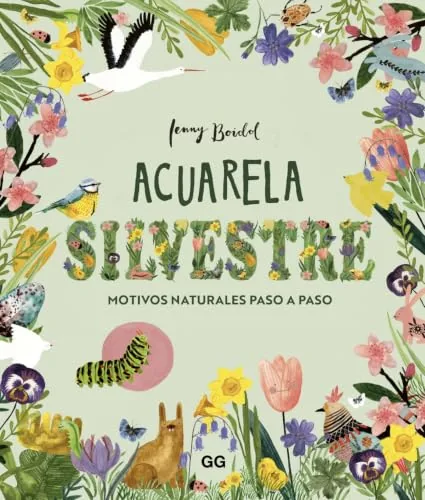 Jenny Boidol
ACUARELA
SILVESTRE
MOTIVOS NATURALES PASO A PASO
GG